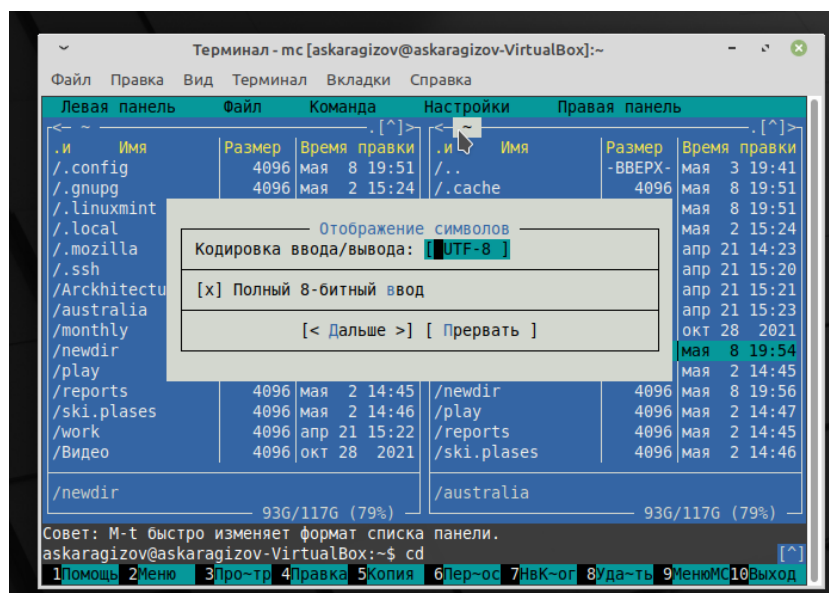 Терминал - mc [askaragizov@askaragizov-VirtualBox]:~
Файл Правка Вид Терминал Вкладки Справка
Левая панель Файл Команда Настройки Правая панель
<- ~ .[^]> <- ~ .[^]>
.и Имя Размер Время правки .и Имя Размер Время правки
/.config 4096 мая 8 19:51 /.. -ВВЕРХ- мая 3 19:41
/.gnupg 4096 мая 2 15:24 /.cache 4096 мая 8 19:51
/.linuxmint мая 8 19:51
/.local Отображение символов мая 2 15:24
/.mozilla Кодировка ввода/вывода: [ UTF-8 ] апр 21 14:23
/.ssh апр 21 15:20
/Arckhitectu [x] Полный 8-битный ввод апр 21 15:21
/australia апр 21 15:23
/monthly [< Дальше >] [ Прервать ] окт 28 2021
/newdir мая 8 19:54
/play мая 2 14:45
/reports 4096 мая 2 14:45 /newdir 4096 мая 8 19:56
/ski.plases 4096 мая 2 14:46 /play 4096 мая 2 14:47
/work 4096 апр 21 15:22 /reports 4096 мая 2 14:45
/Видео 4096 окт 28 2021 /ski.plases 4096 мая 2 14:46
/newdir /australia
93G/117G (79%) 93G/117G (79%)
Совет: M-t быстро изменяет формат списка панели.
askaragizov@askaragizov-VirtualBox:~$ cd [^]
1Помощь 2Меню 3Про~тр 4Правка 5Копия 6Пер~ос 7НвК~ог 8Уда~ть 9МенюMC 10Выход